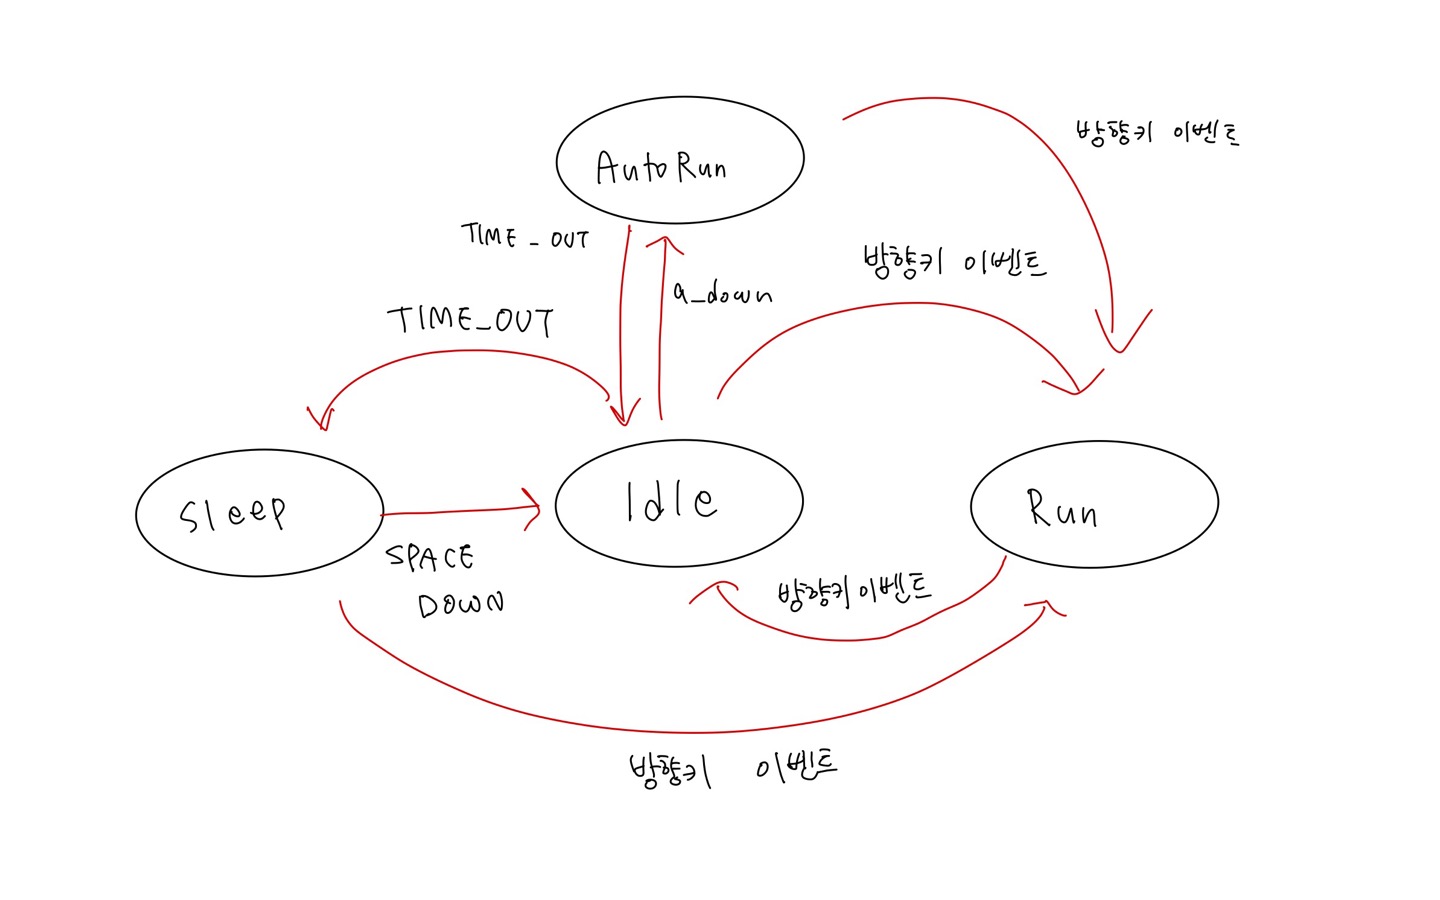 방향키 이벤트
AutoRun
TIME_OUT
방향키 이벤트
a_down
TIME_OUT
Sleep
Idle
Run
SPACE
DOWN
방향키 이벤트
방향키 이벤트